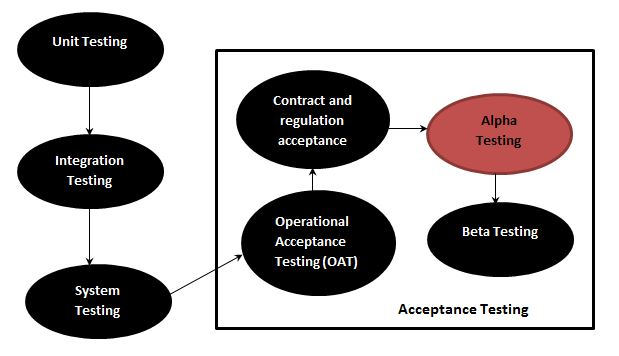 Unit Testing
Integration
Testing
System
Testing
Operational
Acceptance
Testing (OAT)
Contract and
regulation
acceptance
Alpha
Testing
Beta Testing
Acceptance Testing